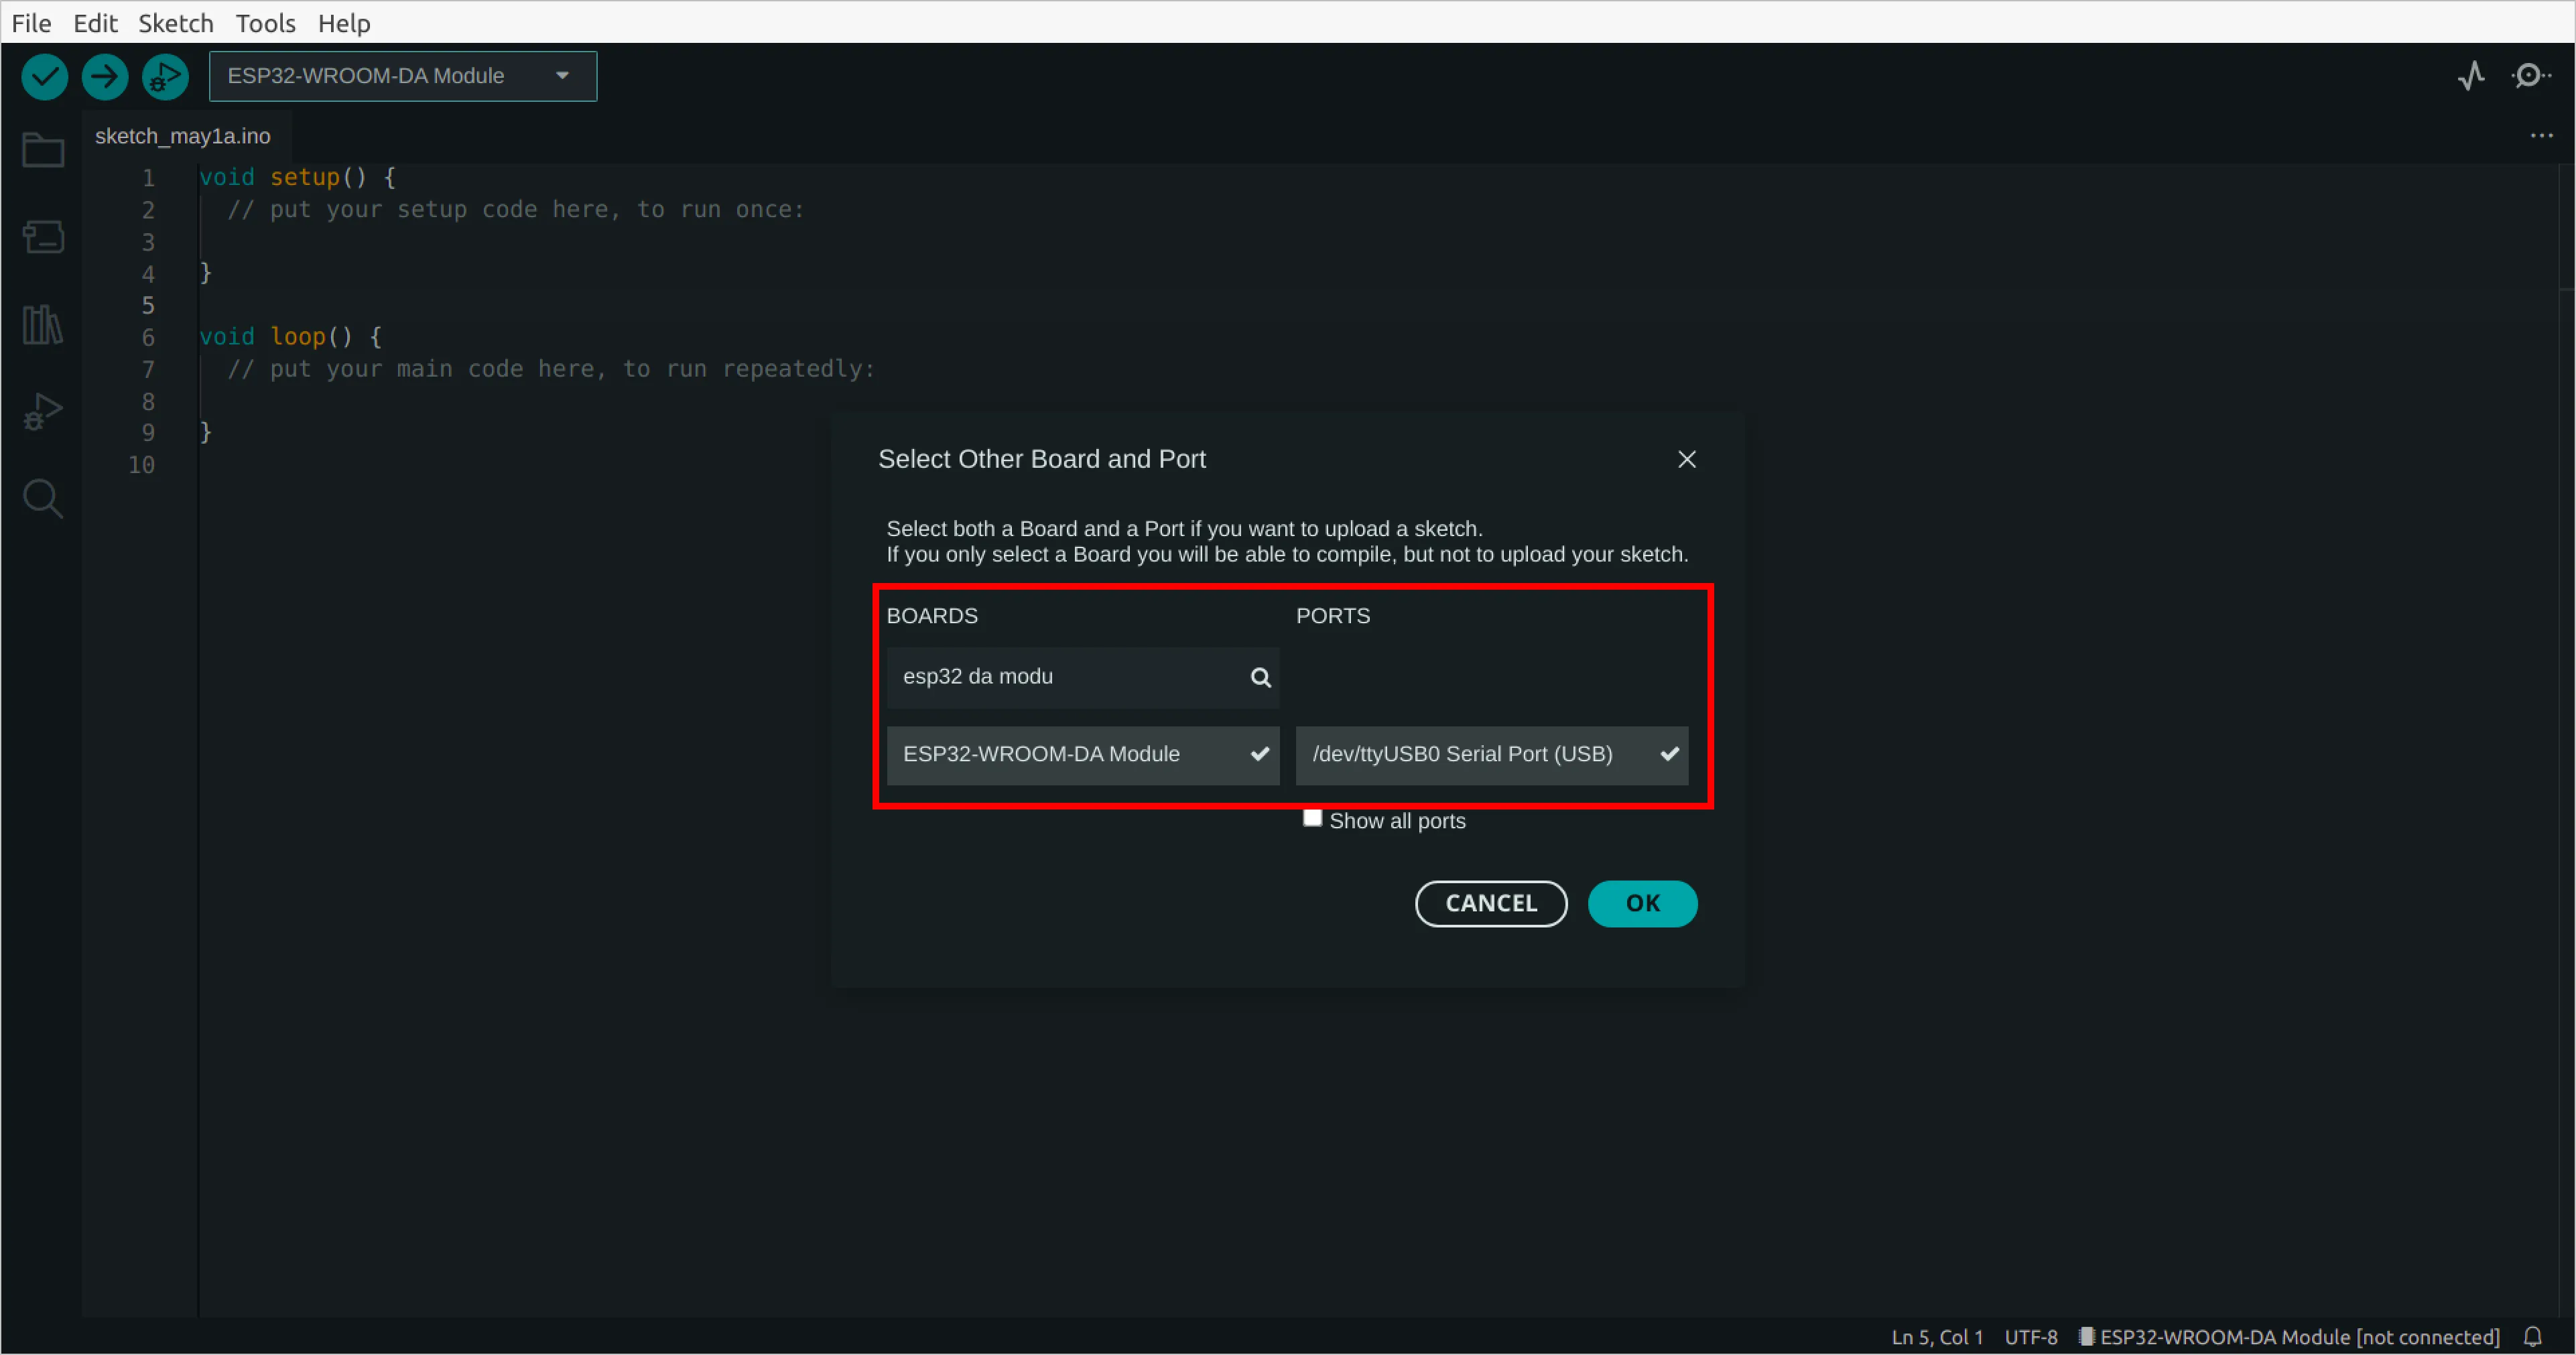 File Edit Sketch Tools Help
ESP32-WROOM-DA Module
sketch_may1a.ino
1 void setup() {
2 // put your setup code here, to run once:
3
4 }
5
6 void loop() {
7 // put your main code here, to run repeatedly:
8
9 }
10
Select Other Board and Port
Select both a Board and a Port if you want to upload a sketch.
If you only select a Board you will be able to compile, but not to upload your sketch.
BOARDS PORTS
esp32 da modu
ESP32-WROOM-DA Module /dev/ttyUSB0 Serial Port (USB)
Show all ports
CANCEL OK
Ln 5, Col 1 UTF-8 ESP32-WROOM-DA Module [not connected]